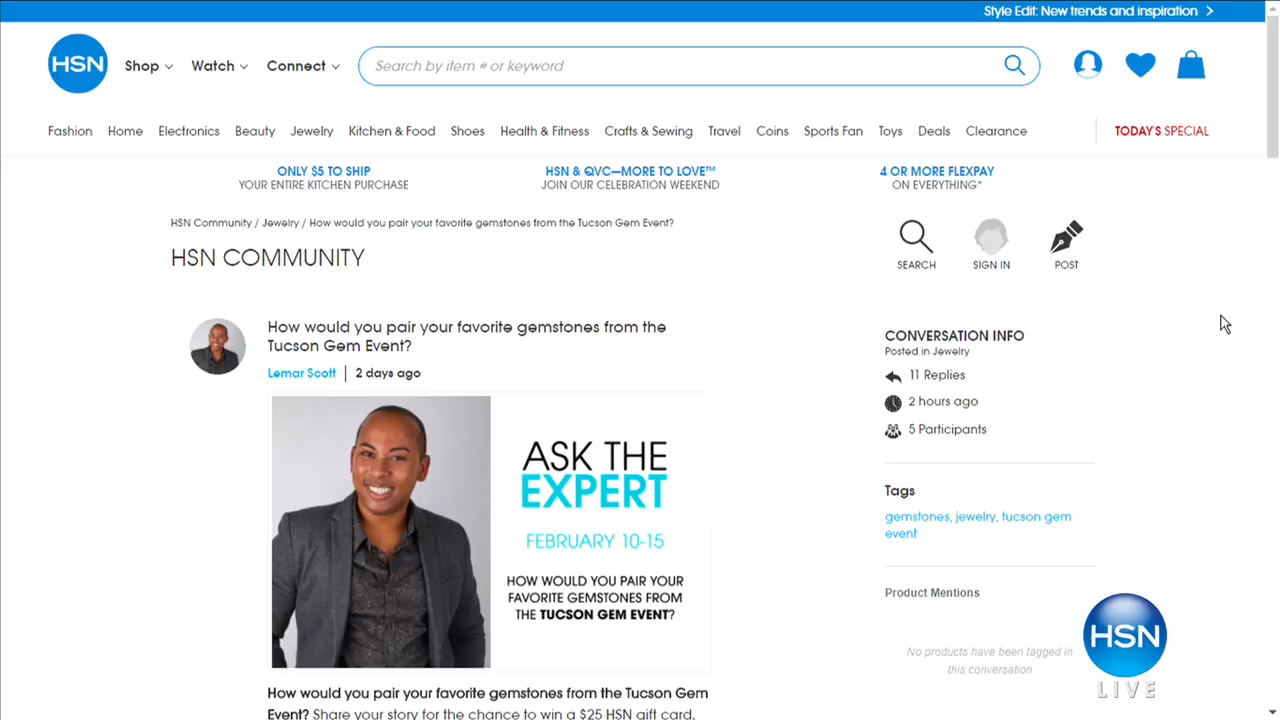 Style Edit: New trends and inspiration
HSN
Shop
Watch
Connect
Search by item # or keyword
Fashion
Home
Electronics
Beauty
Jewelry
Kitchen & Food
Shoes
Health & Fitness
Crafts & Sewing
Travel
Coins
Sports Fan
Toys
Deals
Clearance
TODAY'S SPECIAL
ONLY $5 TO SHIP
YOUR ENTIRE KITCHEN PURCHASE
HSN & QVC—MORE TO LOVE™
JOIN OUR CELEBRATION WEEKEND
4 OR MORE FLEXPAY
ON EVERYTHING*
HSN Community / Jewelry / How would you pair your favorite gemstones from the Tucson Gem Event?
HSN COMMUNITY
SEARCH
SIGN IN
POST
How would you pair your favorite gemstones from the
Tucson Gem Event?
Lemar Scott | 2 days ago
ASK THE
EXPERT
FEBRUARY 10-15
HOW WOULD YOU PAIR YOUR
FAVORITE GEMSTONES FROM
THE TUCSON GEM EVENT?
How would you pair your favorite gemstones from the Tucson Gem
Event? Share your story for the chance to win a $25 HSN gift card.
CONVERSATION INFO
Posted in Jewelry
11 Replies
2 hours ago
5 Participants
Tags
gemstones, jewelry, tucson gem
event
Product Mentions
No products have been tagged in
this conversation
HSN
LIVE